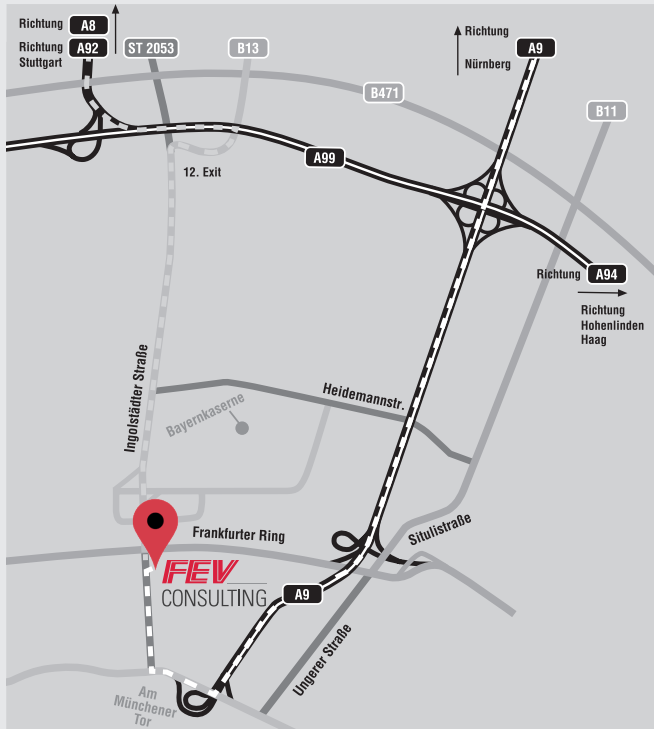 Richtung A8
Richtung A92
Stuttgart
ST 2053
B13
Richtung
Nürnberg
A9
B471
B11
A99
12. Exit
Richtung A94
Richtung
Hohenlinden
Haag
Ingolstädter Straße
Heidemannstr.
Bayernkaserne
Frankfurter Ring
Situlistraße
FEV
CONSULTING
A9
Ungerer Straße
Am
Münchener
Tor